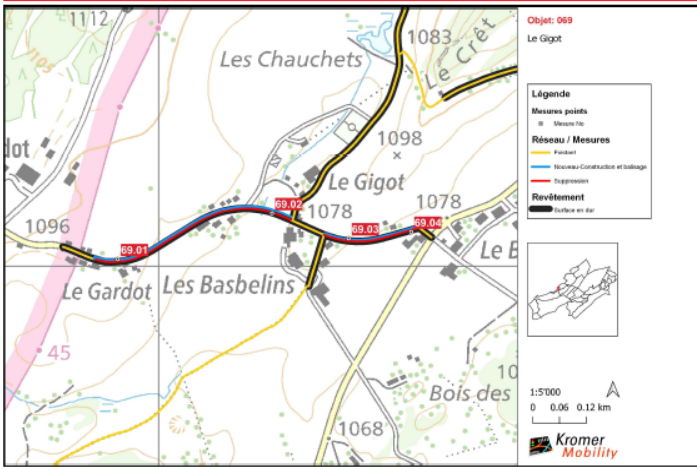 1112
1083
Le Crêt
Les Chauchets
1105
1098
dot
Le Gigot
1078
1096
69.02
1078
69.01
69.03
69.04
Le B
Le Gardot
Les Basbelins
45
10
Bois des
1068
Objet: 069
Le Gigot
Légende
Mesures points
Mesure No
Réseau / Mesures
Existant
Nouveau-Construction et balisage
Suppression
Revêtement
Surface en dur
1:5'000
0 0.06 0.12 km
Kromer
Mobility